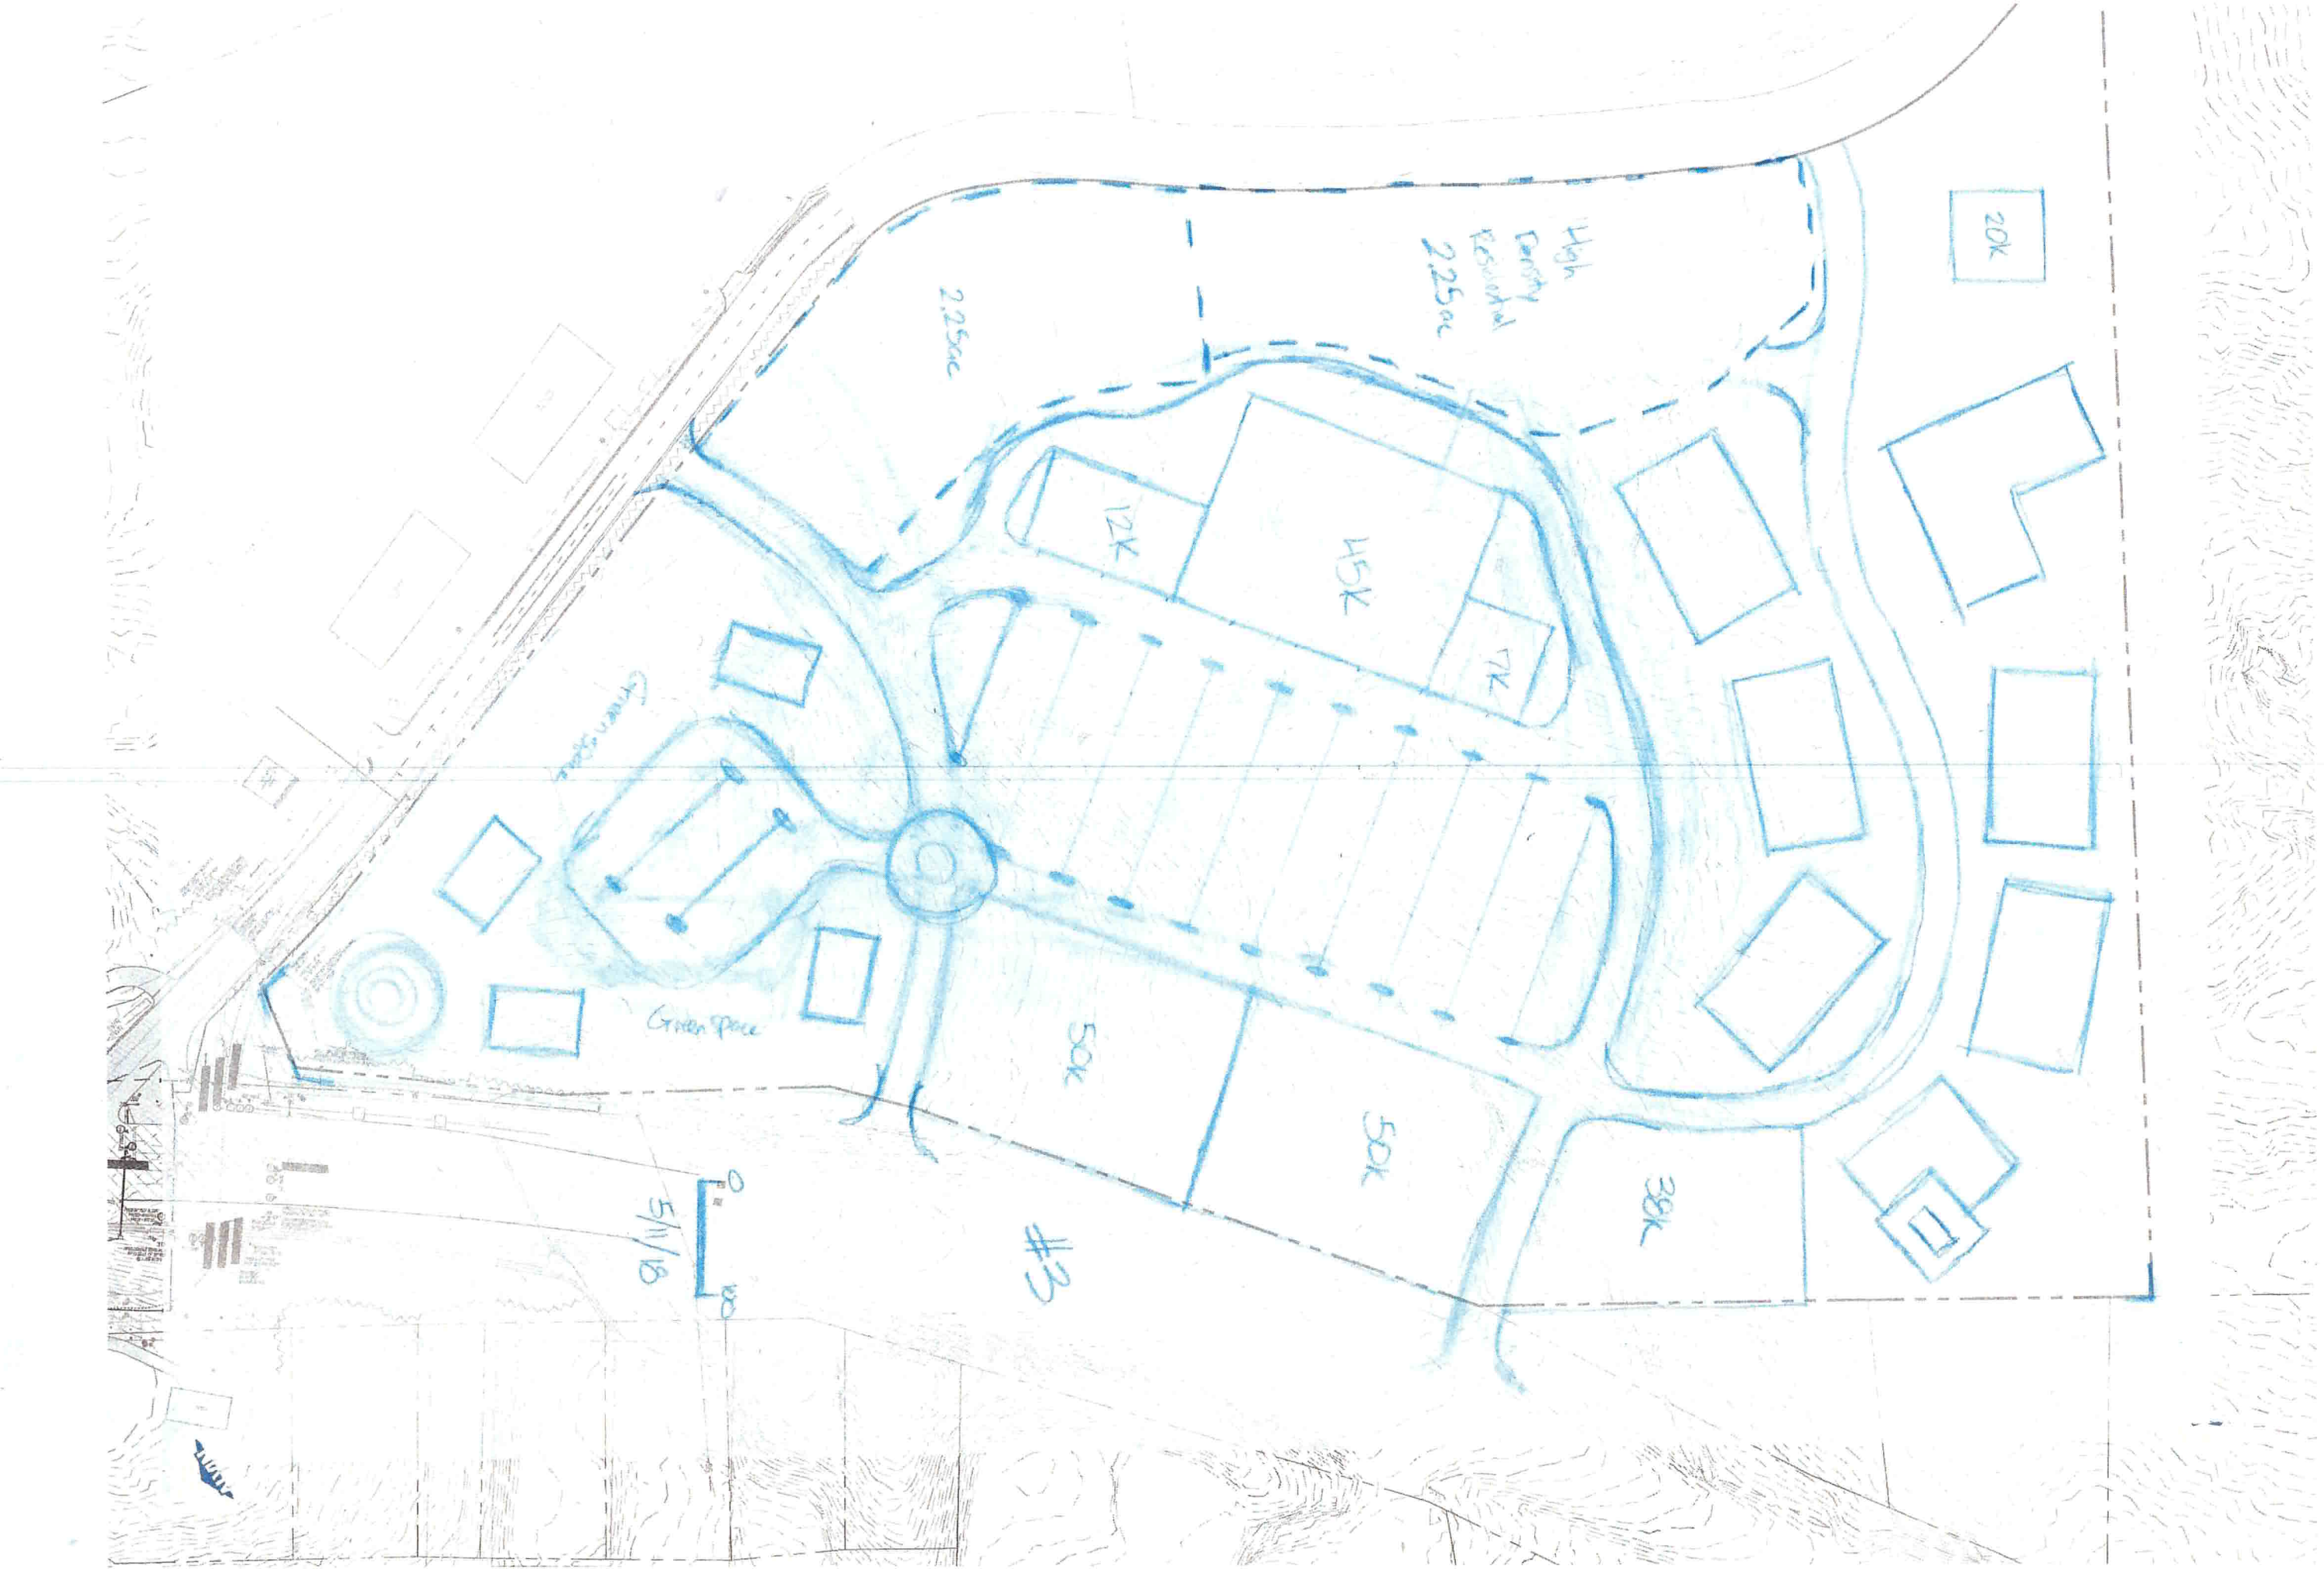 20K
High
Density
Residential
2.25ac
2.25ac
12K
45K
7K
Green space
Green space
50K
50K
38K
0
100
5/11/18
#3